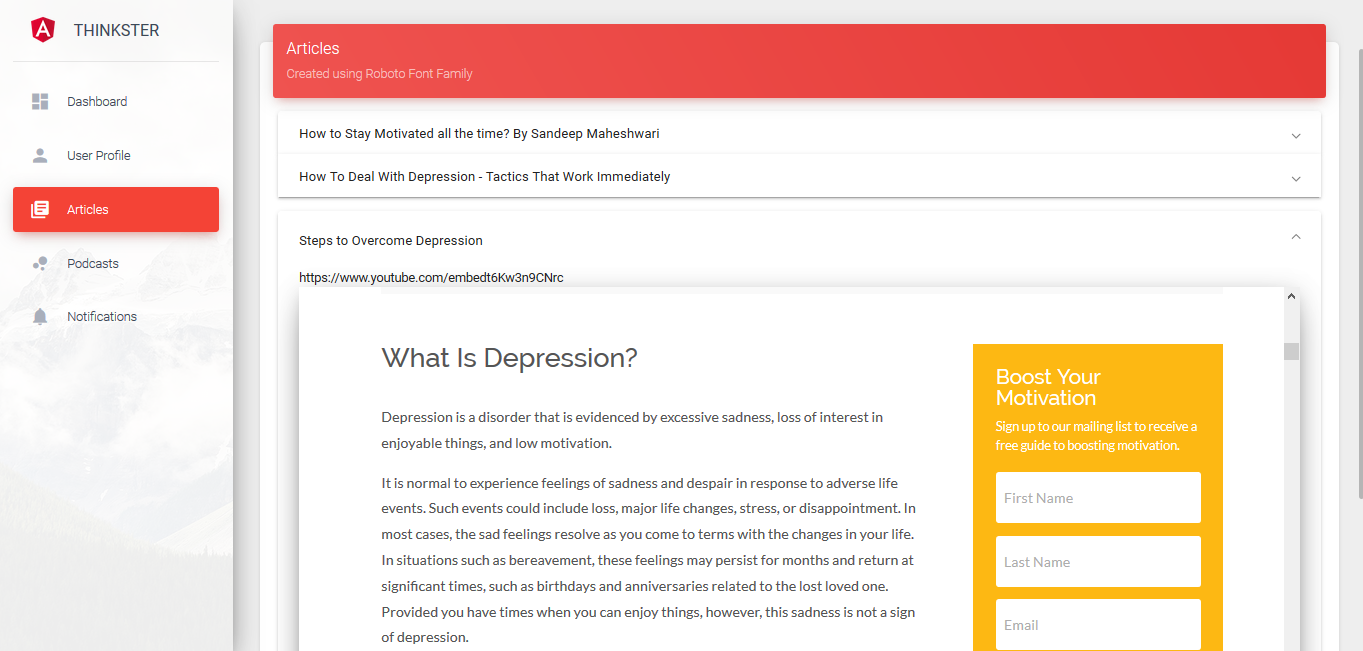 THINKSTER
Dashboard
User Profile
Articles
Podcasts
Notifications
Articles
Created using Roboto Font Family
How to Stay Motivated all the time? By Sandeep Maheshwari
How To Deal With Depression - Tactics That Work Immediately
Steps to Overcome Depression
https://www.youtube.com/embedt6Kw3n9CNrc
What Is Depression?
Depression is a disorder that is evidenced by excessive sadness, loss of interest in
enjoyable things, and low motivation.
It is normal to experience feelings of sadness and despair in response to adverse life
events. Such events could include loss, major life changes, stress, or disappointment. In
most cases, the sad feelings resolve as you come to terms with the changes in your life.
In situations such as bereavement, these feelings may persist for months and return at
significant times, such as birthdays and anniversaries related to the lost loved one.
Provided you have times when you can enjoy things, however, this sadness is not a sign
of depression.
Boost Your
Motivation
Sign up to our mailing list to receive a
free guide to boosting motivation.
First Name
Last Name
Email